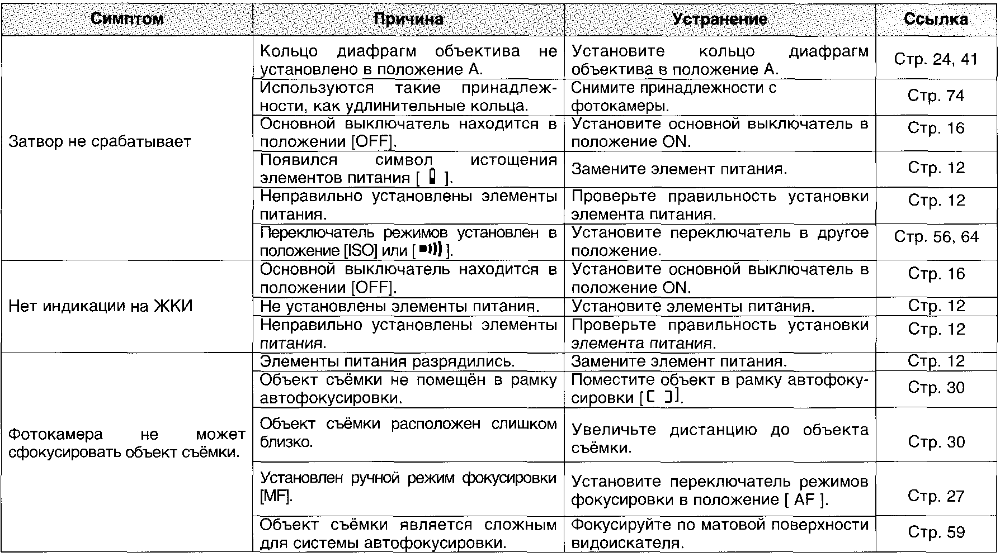 Симптом Причина Устранение Ссылка
Затвор не срабатывает
Кольцо диафрагм объектива не
установлено в положение А.
Установите кольцо диафрагм
объектива в положение А.
Стр. 24, 41
Используются такие принадлеж-
ности, как удлинительные кольца.
Снимите принадлежности с
фотокамеры.
Стр. 74
Основной выключатель находится в
положении [OFF].
Установите основной выключатель в
положение ON.
Стр. 16
Появился символ истощения
элементов питания [ ].
Замените элемент питания.
Стр. 12
Неправильно установлены элементы
питания.
Проверьте правильность установки
элемента питания.
Стр. 12
Переключатель режимов установлен в
положение [ISO] или [ ].
Установите переключатель в другое
положение.
Стр. 56, 64
Нет индикации на ЖКИ
Основной выключатель находится в
положении [OFF].
Установите основной выключатель в
положение ON.
Стр. 16
Не установлены элементы питания.
Установите элементы питания.
Стр. 12
Неправильно установлены элементы
питания.
Проверьте правильность установки
элемента питания.
Стр. 12
Фотокамера не может
сфокусировать объект съёмки.
Элементы питания разрядились.
Замените элемент питания.
Стр. 12
Объект съёмки не помещён в рамку
автофокусировки.
Поместите объект в рамку автофоку-
сировки [[ ]].
Стр. 30
Объект съёмки расположен слишком
близко.
Увеличьте дистанцию до объекта
съёмки.
Стр. 30
Установлен ручной режим фокусировки
[MF].
Установите переключатель режимов
фокусировки в положение [ AF ].
Стр. 27
Объект съёмки является сложным
для системы автофокусировки.
Фокусируйте по матовой поверхности
видоискателя.
Стр. 59